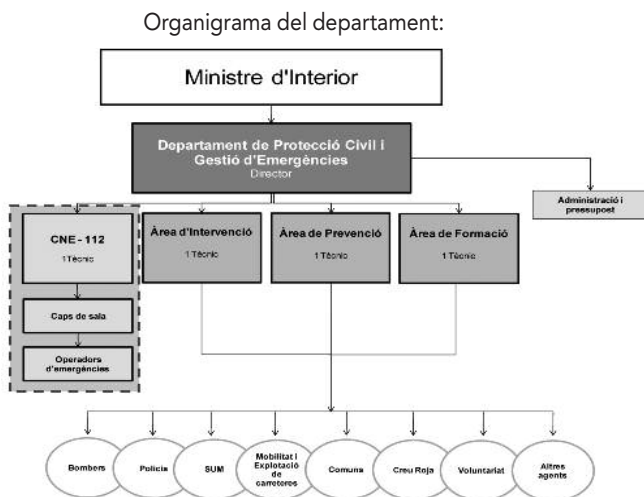 Organigrama del departament:
Ministre d'Interior
Departament de Protecció Civil i
Gestió d'Emergències
Director
Administració i
pressupost
CNE - 112
1 Tècnic
Àrea d'Intervenció
1 Tècnic
Àrea de Prevenció
1 Tècnic
Àrea de Formació
1 Tècnic
Caps de sala
Operadors
d'emergències
Bombers
Policia
SUM
Mobilitat i
Explotació de
carreteres
Comuns
Creu Roja
Voluntariat
Altres
agents